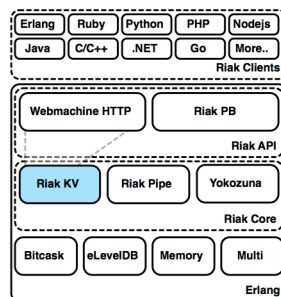 Erlang Ruby Python PHP Nodejs
Java C/C++ .NET Go More..
Riak Clients
Webmachine HTTP Riak PB
Riak API
Riak KV Riak Pipe Yokozuna
Riak Core
Bitcask eLevelDB Memory Multi
Erlang